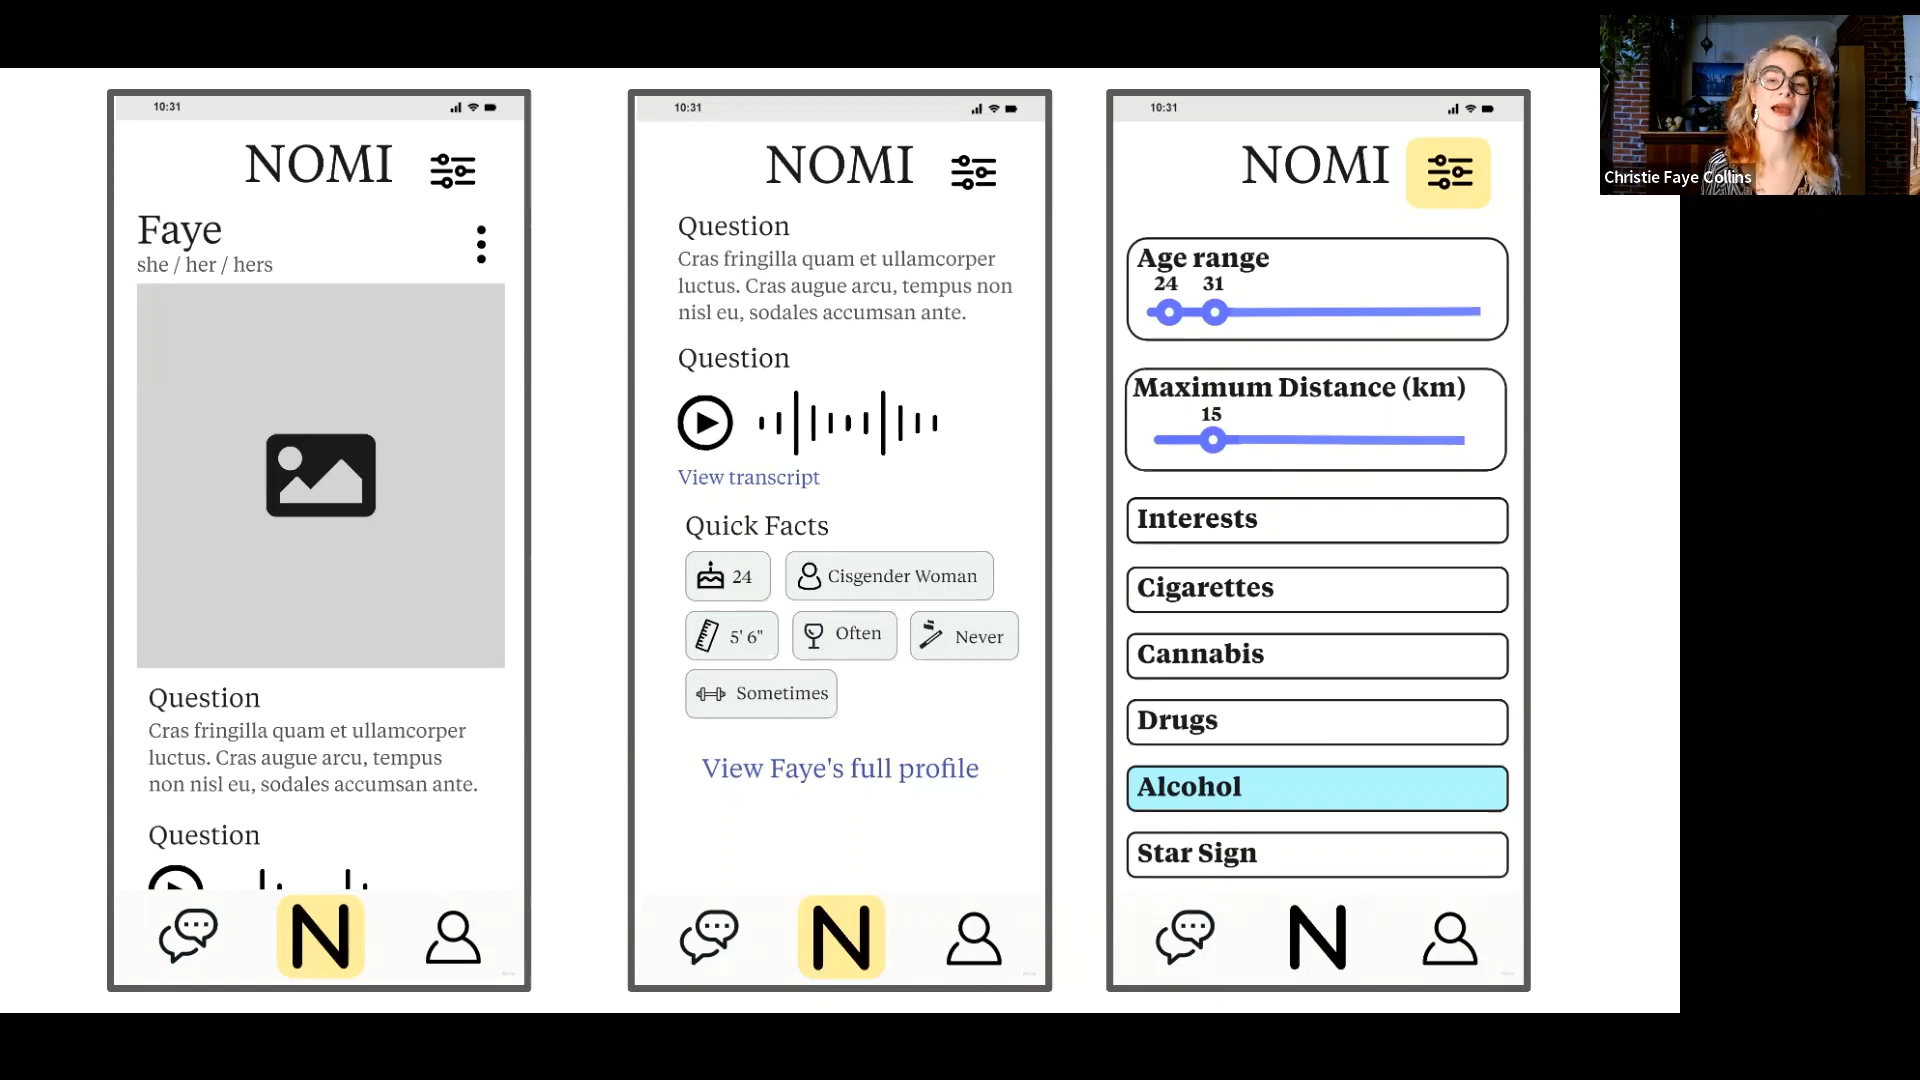 10:31
NOMI
Faye
she / her / hers
Question
Cras fringilla quam et ullamcorper
luctus. Cras augue arcu, tempus
non nisl eu, sodales accumsan ante.
Question
N
10:31
NOMI
Question
Cras fringilla quam et ullamcorper
luctus. Cras augue arcu, tempus non
nisl eu, sodales accumsan ante.
Question
View transcript
Quick Facts
24
Cisgender Woman
5' 6"
Often
Never
Sometimes
View Faye's full profile
N
10:31
NOMI
Age range
24 31
Maximum Distance (km)
15
Interests
Cigarettes
Cannabis
Drugs
Alcohol
Star Sign
N
Christie Faye Collins